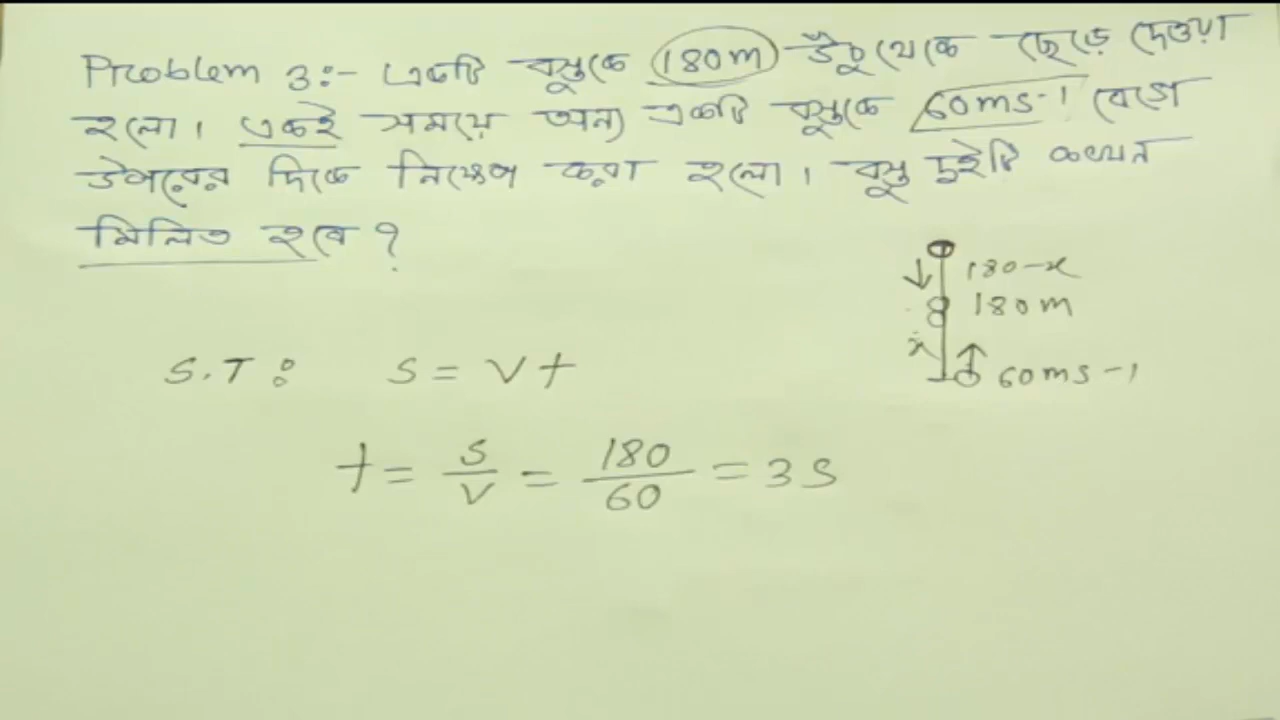 Problem 3:- একটি বস্তুকে 180m উঁচু থেকে ছেড়ে দেওয়া
হলো। একই সময়ে অন্য একটি বস্তুকে 60ms-1 বেগে
উপরের দিকে নিক্ষেপ করা হলো। বস্তু দুইটি কখন
মিলিত হবে?
180-x
180m
x
60ms-1
S.T: s = vt
t = s/v = 180/60 = 3s